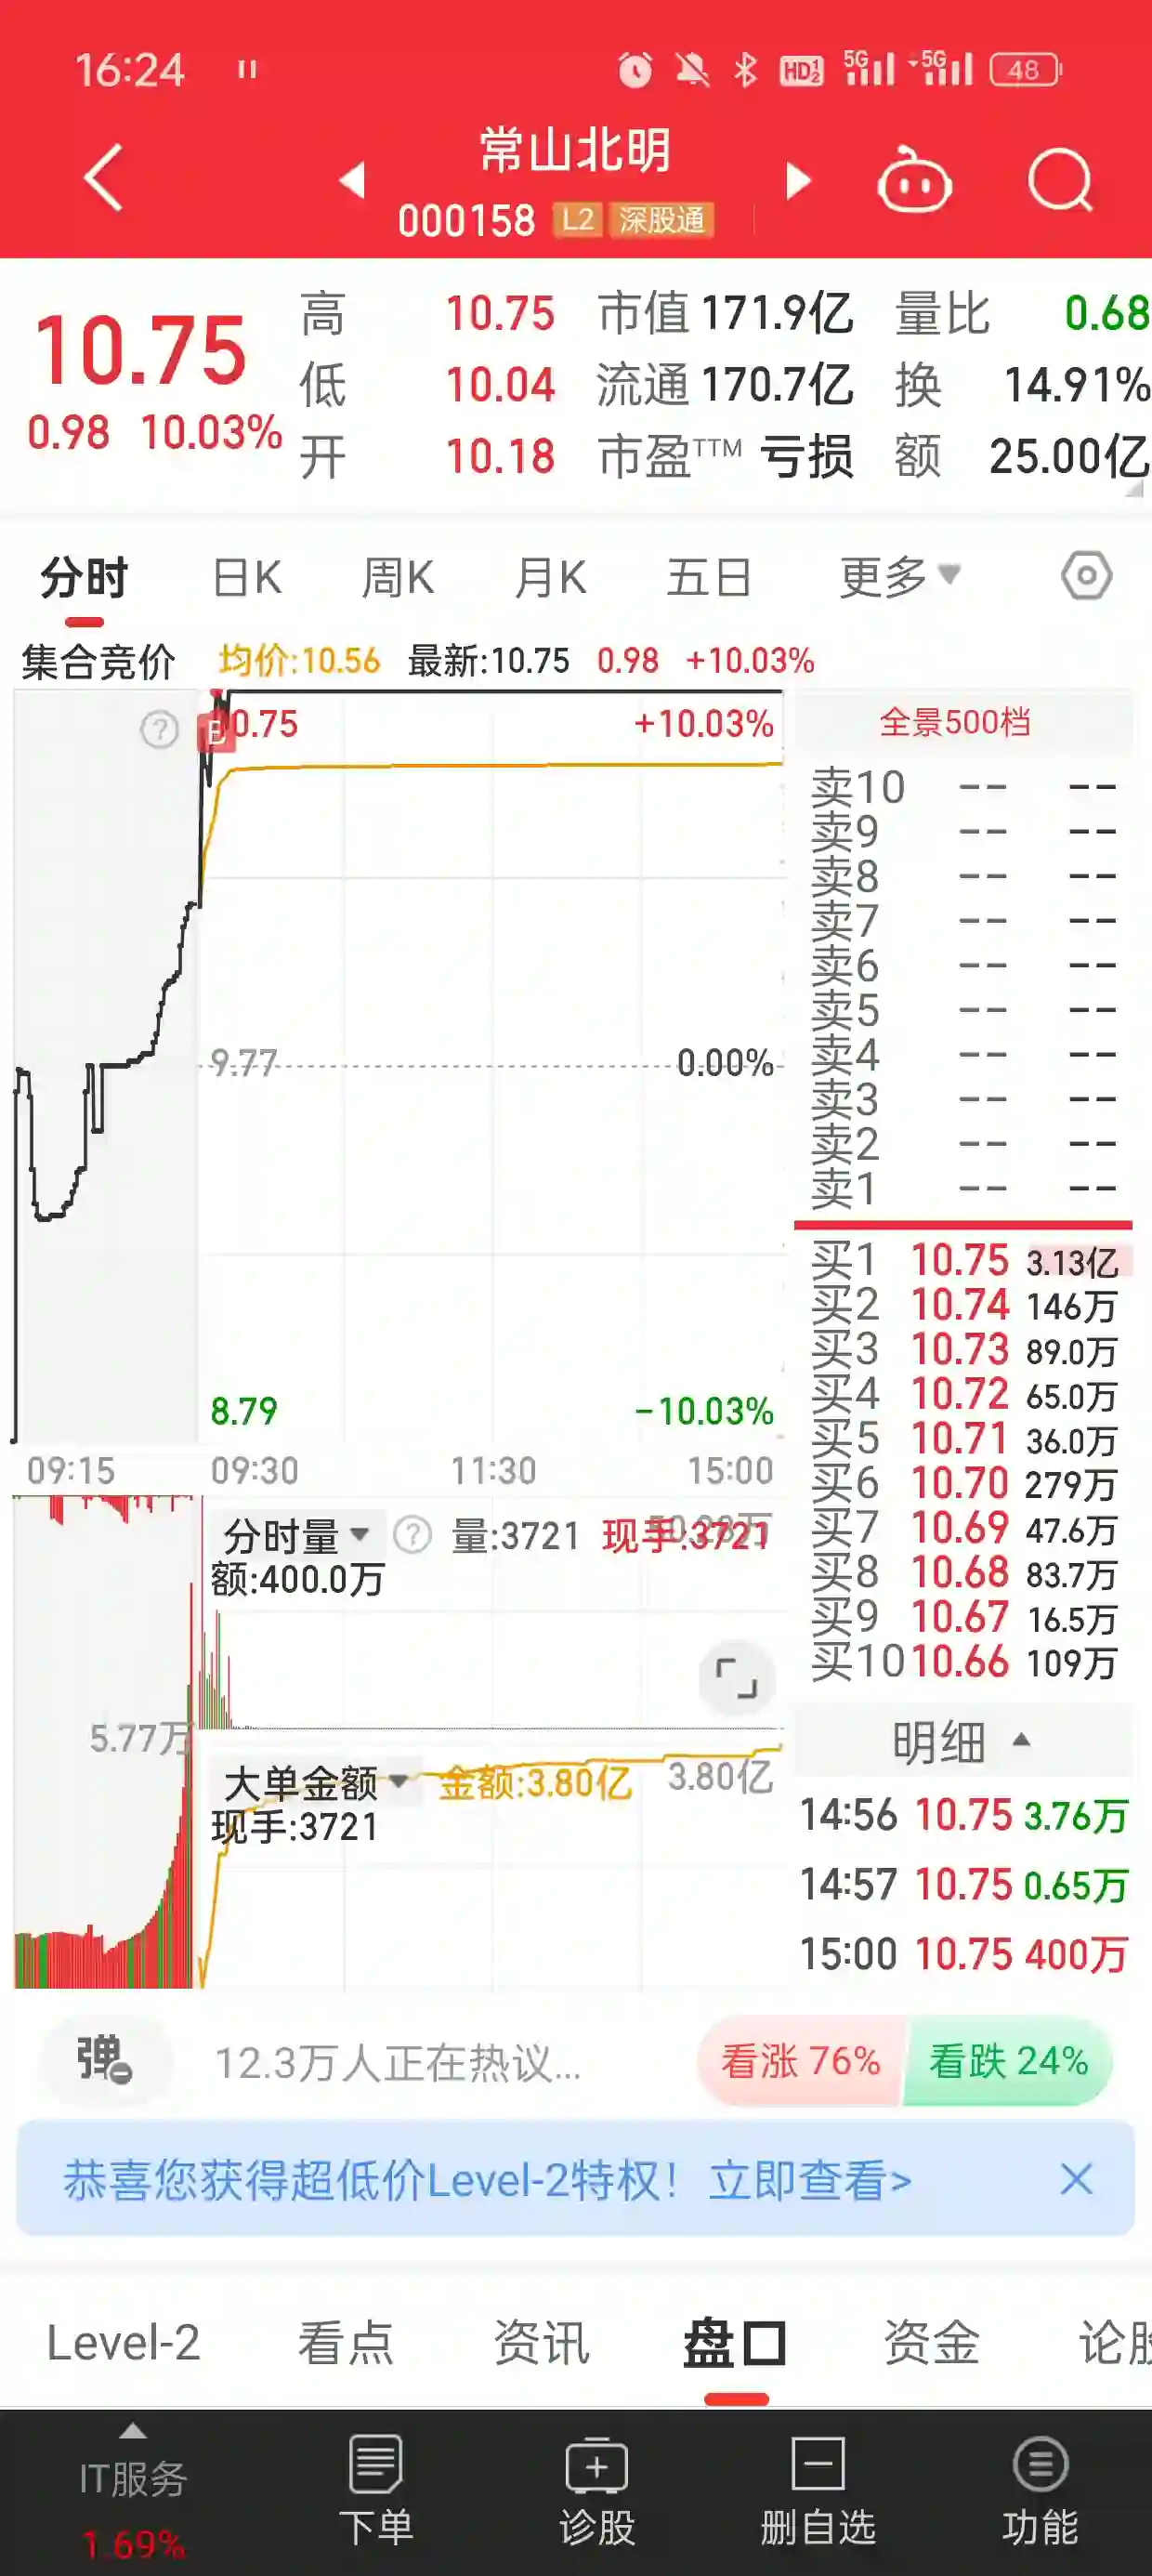 16:24
HD 1 2 5G 5G 48
常山北明
000158 L2 深股通
10.75
0.98 10.03%
高 10.75 市值 171.9亿 量比 0.68
低 10.04 流通 170.7亿 换 14.91%
开 10.18 市盈TTM 亏损 额 25.00亿
分时 日K 周K 月K 五日 更多
集合竞价 均价:10.56 最新:10.75 0.98 +10.03%
? B 0.75 +10.03%
9.77 0.00%
8.79 -10.03%
09:15 09:30 11:30 15:00
全景500档
卖10 -- --
卖9 -- --
卖8 -- --
卖7 -- --
卖6 -- --
卖5 -- --
卖4 -- --
卖3 -- --
卖2 -- --
卖1 -- --
买1 10.75 3.13亿
买2 10.74 146万
买3 10.73 89.0万
买4 10.72 65.0万
买5 10.71 36.0万
买6 10.70 279万
买7 10.69 47.6万
买8 10.68 83.7万
买9 10.67 16.5万
买10 10.66 109万
分时量 ? 量:3721 现手:3721
额:400.0万
5.77万
大单金额 金额:3.80亿 3.80亿
现手:3721
明细
14:56 10.75 3.76万
14:57 10.75 0.65万
15:00 10.75 400万
弹 12.3万人正在热议... 看涨 76% 看跌 24%
恭喜您获得超低价Level-2特权！立即查看>
Level-2 看点 资讯 盘口 资金 论股
IT服务 下单 诊股 删自选 功能
1.69%